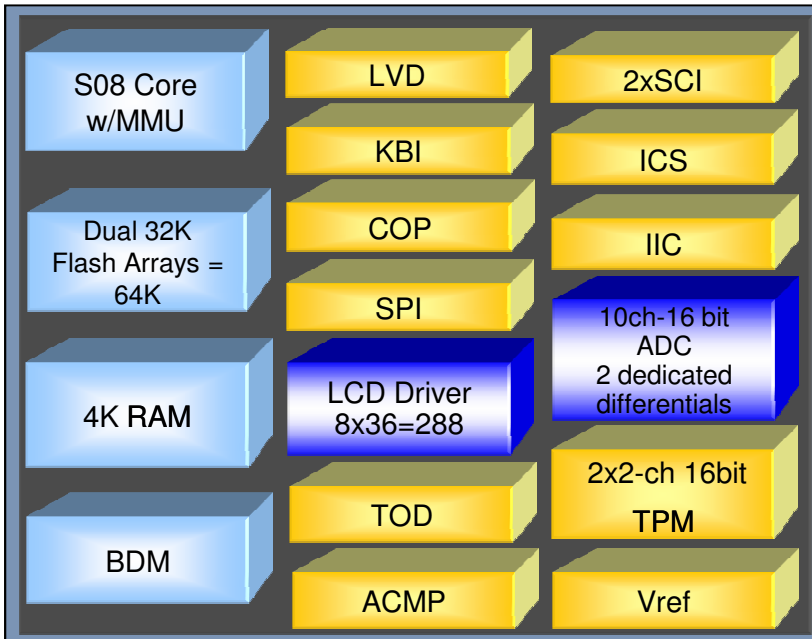 S08 Core
w/MMU
Dual 32K
Flash Arrays =
64K
4K RAM
BDM
LVD
KBI
COP
SPI
LCD Driver
8x36=288
TOD
ACMP
2xSCI
ICS
IIC
10ch-16 bit
ADC
2 dedicated
differentials
2x2-ch 16bit
TPM
Vref